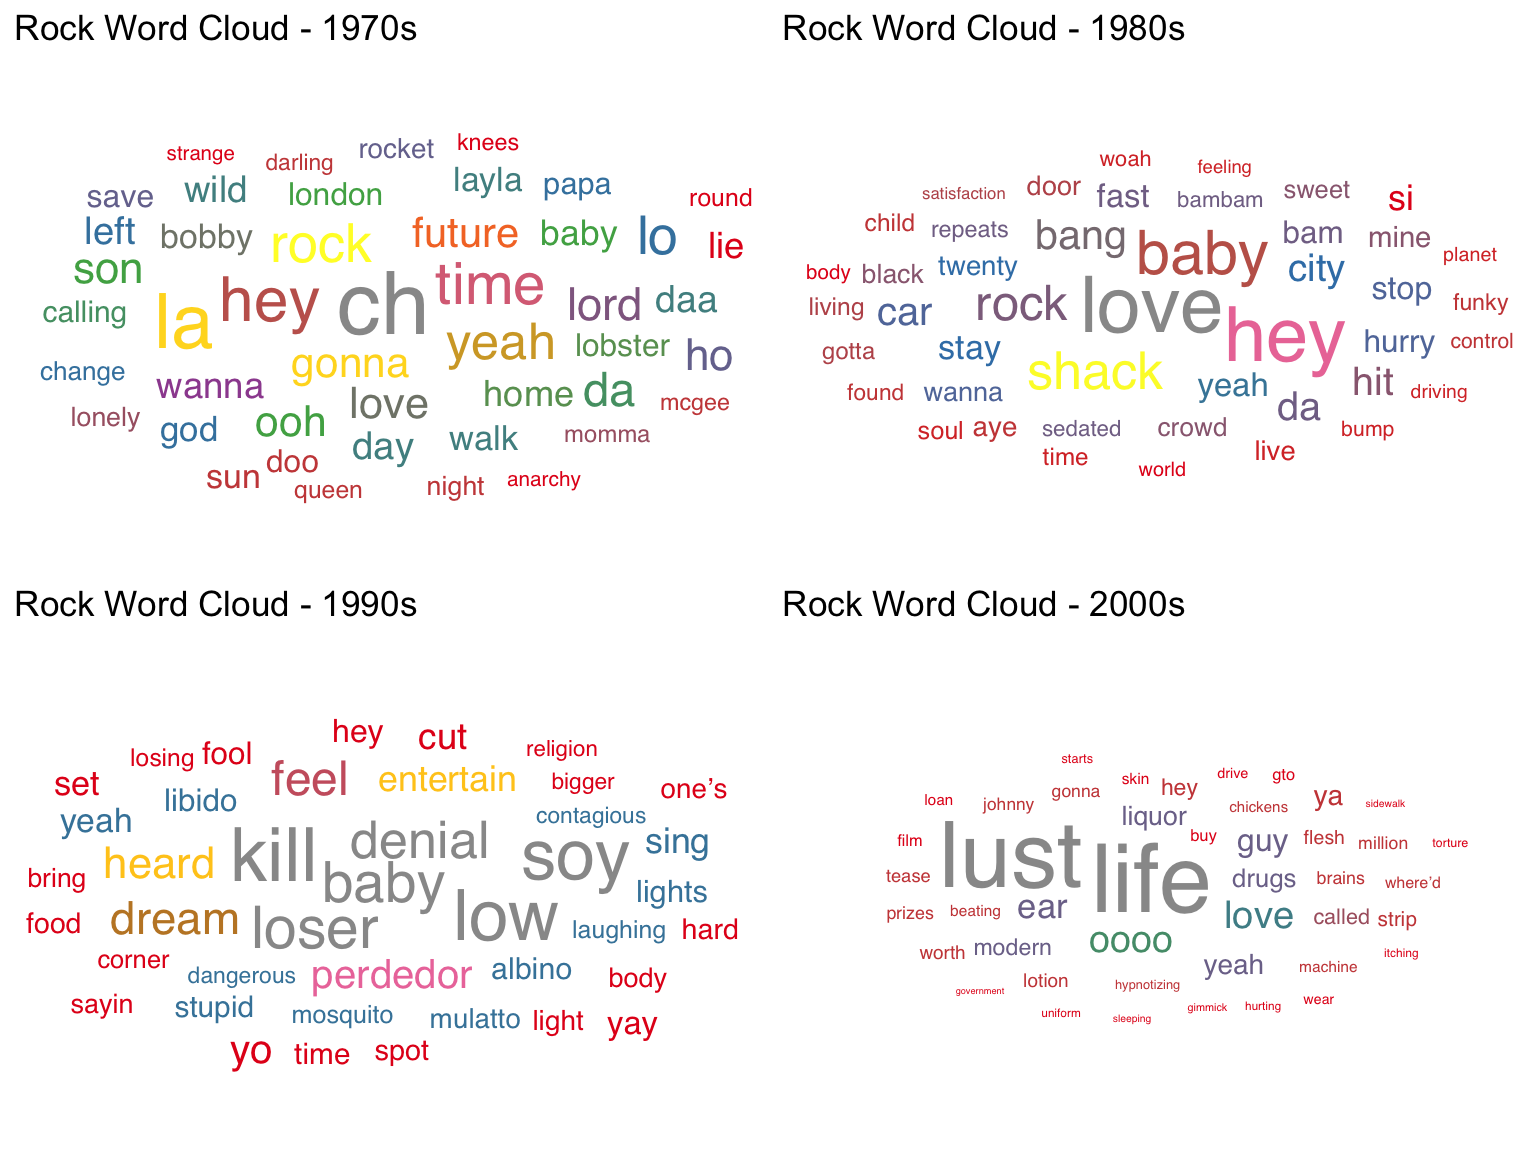 Rock Word Cloud - 1970s
strange darling rocket knees
save wild london layla papa round
left bobby rock future baby lo lie
son hey ch time lord daa
calling la yeah lobster ho
change wanna gonna home da mcgee
lonely god ooh love day walk momma
sun doo queen night anarchy
Rock Word Cloud - 1980s
woah feeling
satisfaction door fast bambam sweet si
child repeats bang baby bam mine planet
body black twenty love city stop funky
living car rock hey hurry control
gotta stay shack yeah hit driving
found wanna da bump
soul aye sedated crowd live
time world
Rock Word Cloud - 1990s
hey cut religion
losing fool feel entertain bigger one’s
set libido contagious
yeah kill denial soy sing
bring heard baby lights
food dream loser low laughing hard
corner dangerous perdedor albino body
sayin stupid mosquito mulatto light yay
yo time spot
Rock Word Cloud - 2000s
starts
loan johnny gonna skin hey drive gto ya sidewalk
film liquor buy chickens guy flesh million torture
tease lust life drugs brains where’d
prizes beating ear love called strip
worth modern oooo yeah machine itching
government lotion hypnotizing
uniform sleeping gimmick hurting wear